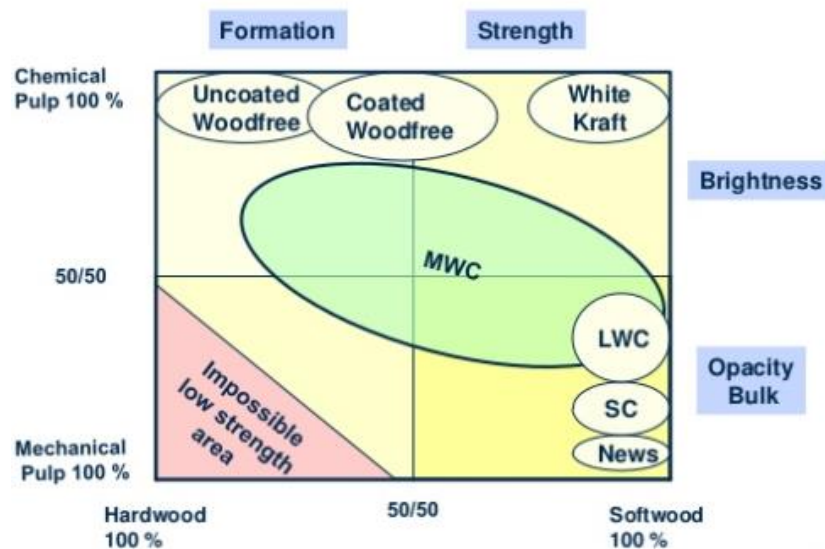 Formation
Strength
Chemical
Pulp 100 %
Uncoated
Woodfree
Coated
Woodfree
White
Kraft
Brightness
50/50
MWC
LWC
Opacity
Bulk
Impossible
low strength
area
SC
News
Mechanical
Pulp 100 %
Hardwood
100 %
50/50
Softwood
100 %